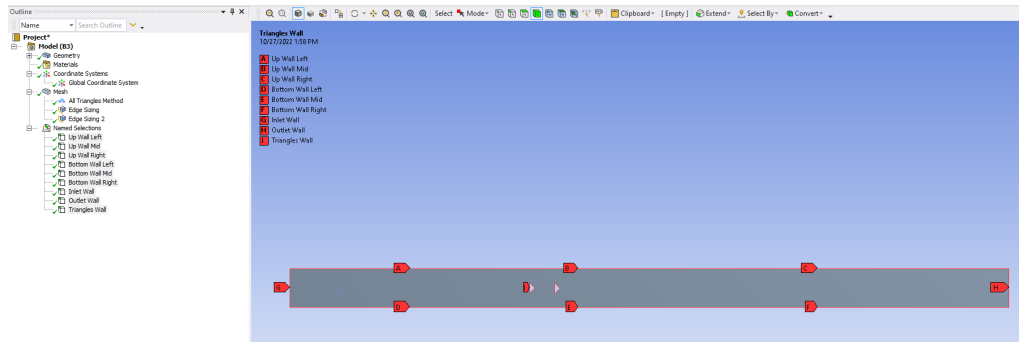 Outline
Name
Search Outline
Select
Mode
Clipboard
[ Empty ]
Extend
Select By
Convert
Project*
Model (B3)
Geometry
Materials
Coordinate Systems
Global Coordinate System
Mesh
All Triangles Method
Edge Sizing
Edge Sizing 2
Named Selections
Up Wall Left
Up Wall Mid
Up Wall Right
Bottom Wall Left
Bottom Wall Mid
Bottom Wall Right
Inlet Wall
Outlet Wall
Triangles Wall
Triangles Wall
10/27/2022 1:58 PM
A Up Wall Left
B Up Wall Mid
C Up Wall Right
D Bottom Wall Left
E Bottom Wall Mid
F Bottom Wall Right
G Inlet Wall
H Outlet Wall
I Triangles Wall
A
B
C
G
H
D
E
F